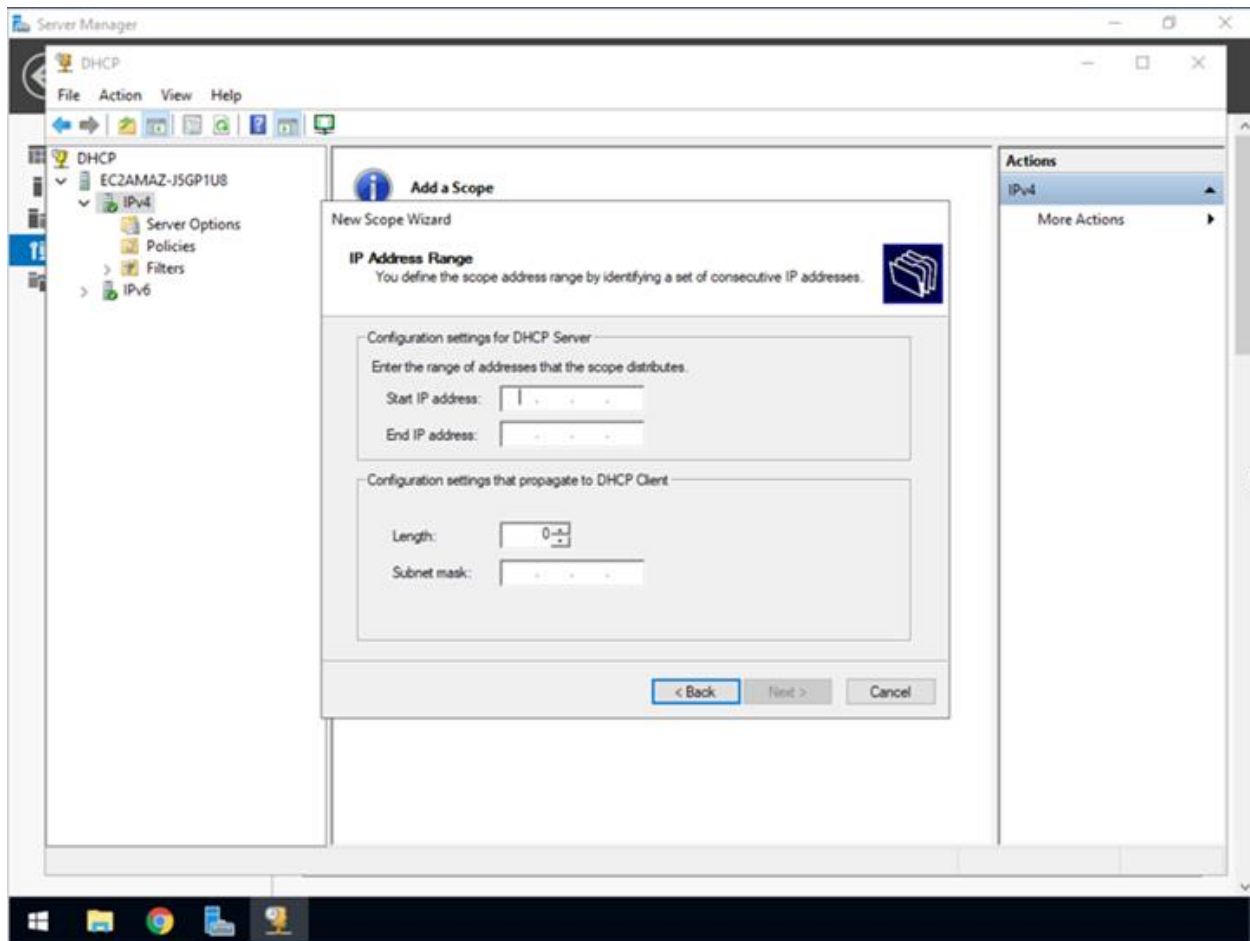 Server Manager
DHCP
File Action View Help
DHCP
EC2AMAZ-J5GP1U8
IPv4
Server Options
Policies
Filters
IPv6
Add a Scope
New Scope Wizard
IP Address Range
You define the scope address range by identifying a set of consecutive IP addresses.
Configuration settings for DHCP Server
Enter the range of addresses that the scope distributes.
Start IP address:
End IP address:
Configuration settings that propagate to DHCP Client
Length: 0
Subnet mask:
< Back Next > Cancel
Actions
IPv4
More Actions